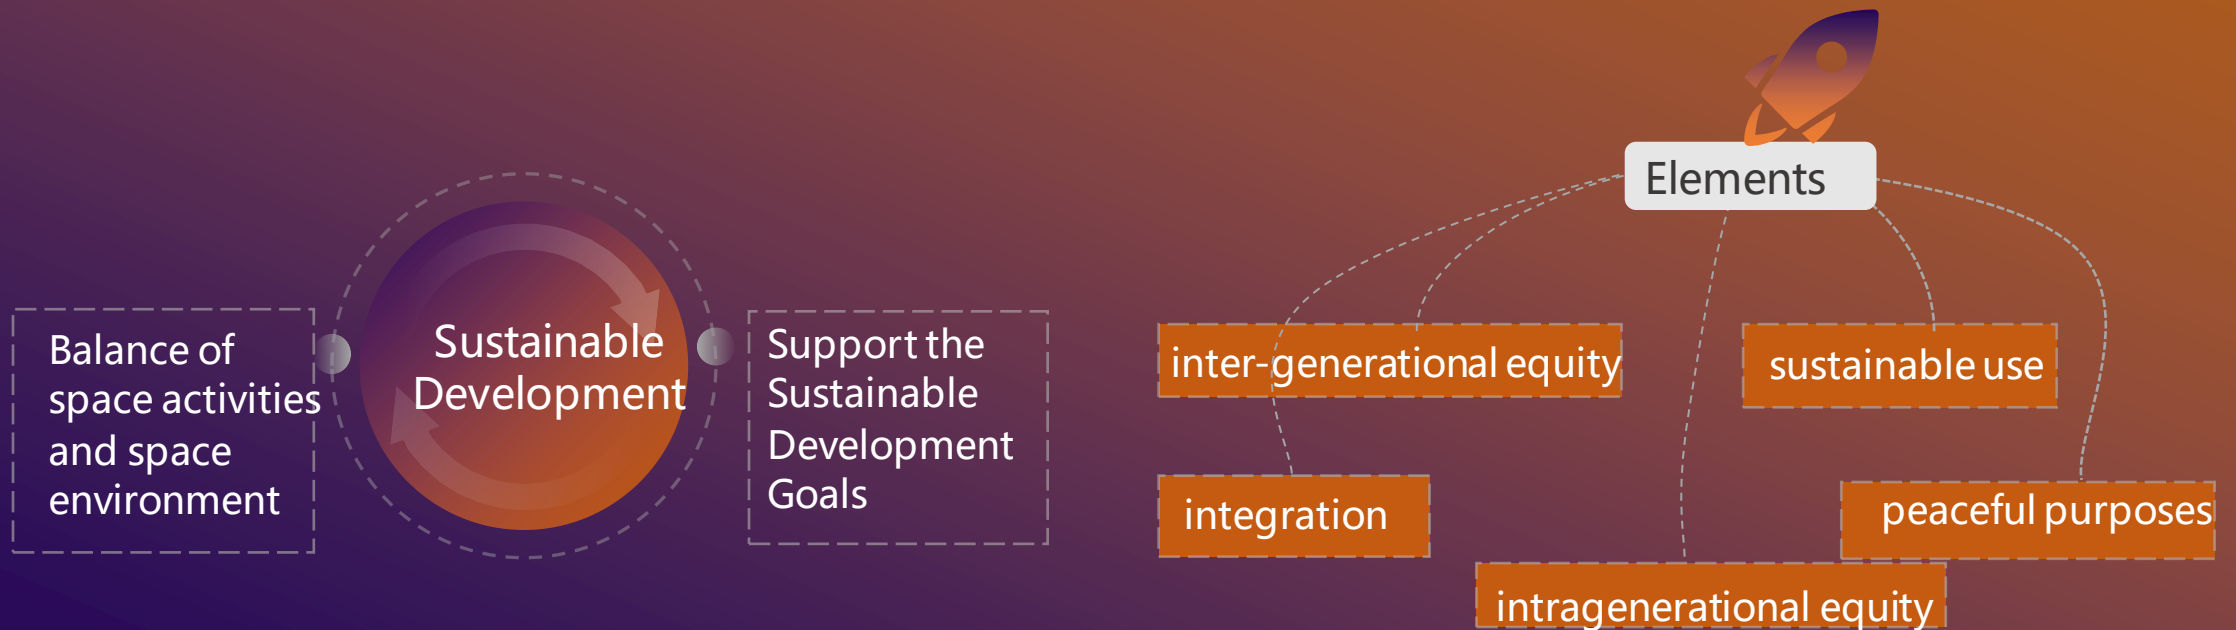 Balance of
space activities
and space
environment
Sustainable
Development
Support the
Sustainable
Development
Goals
Elements
inter-generational equity
sustainable use
integration
peaceful purposes
intragenerational equity